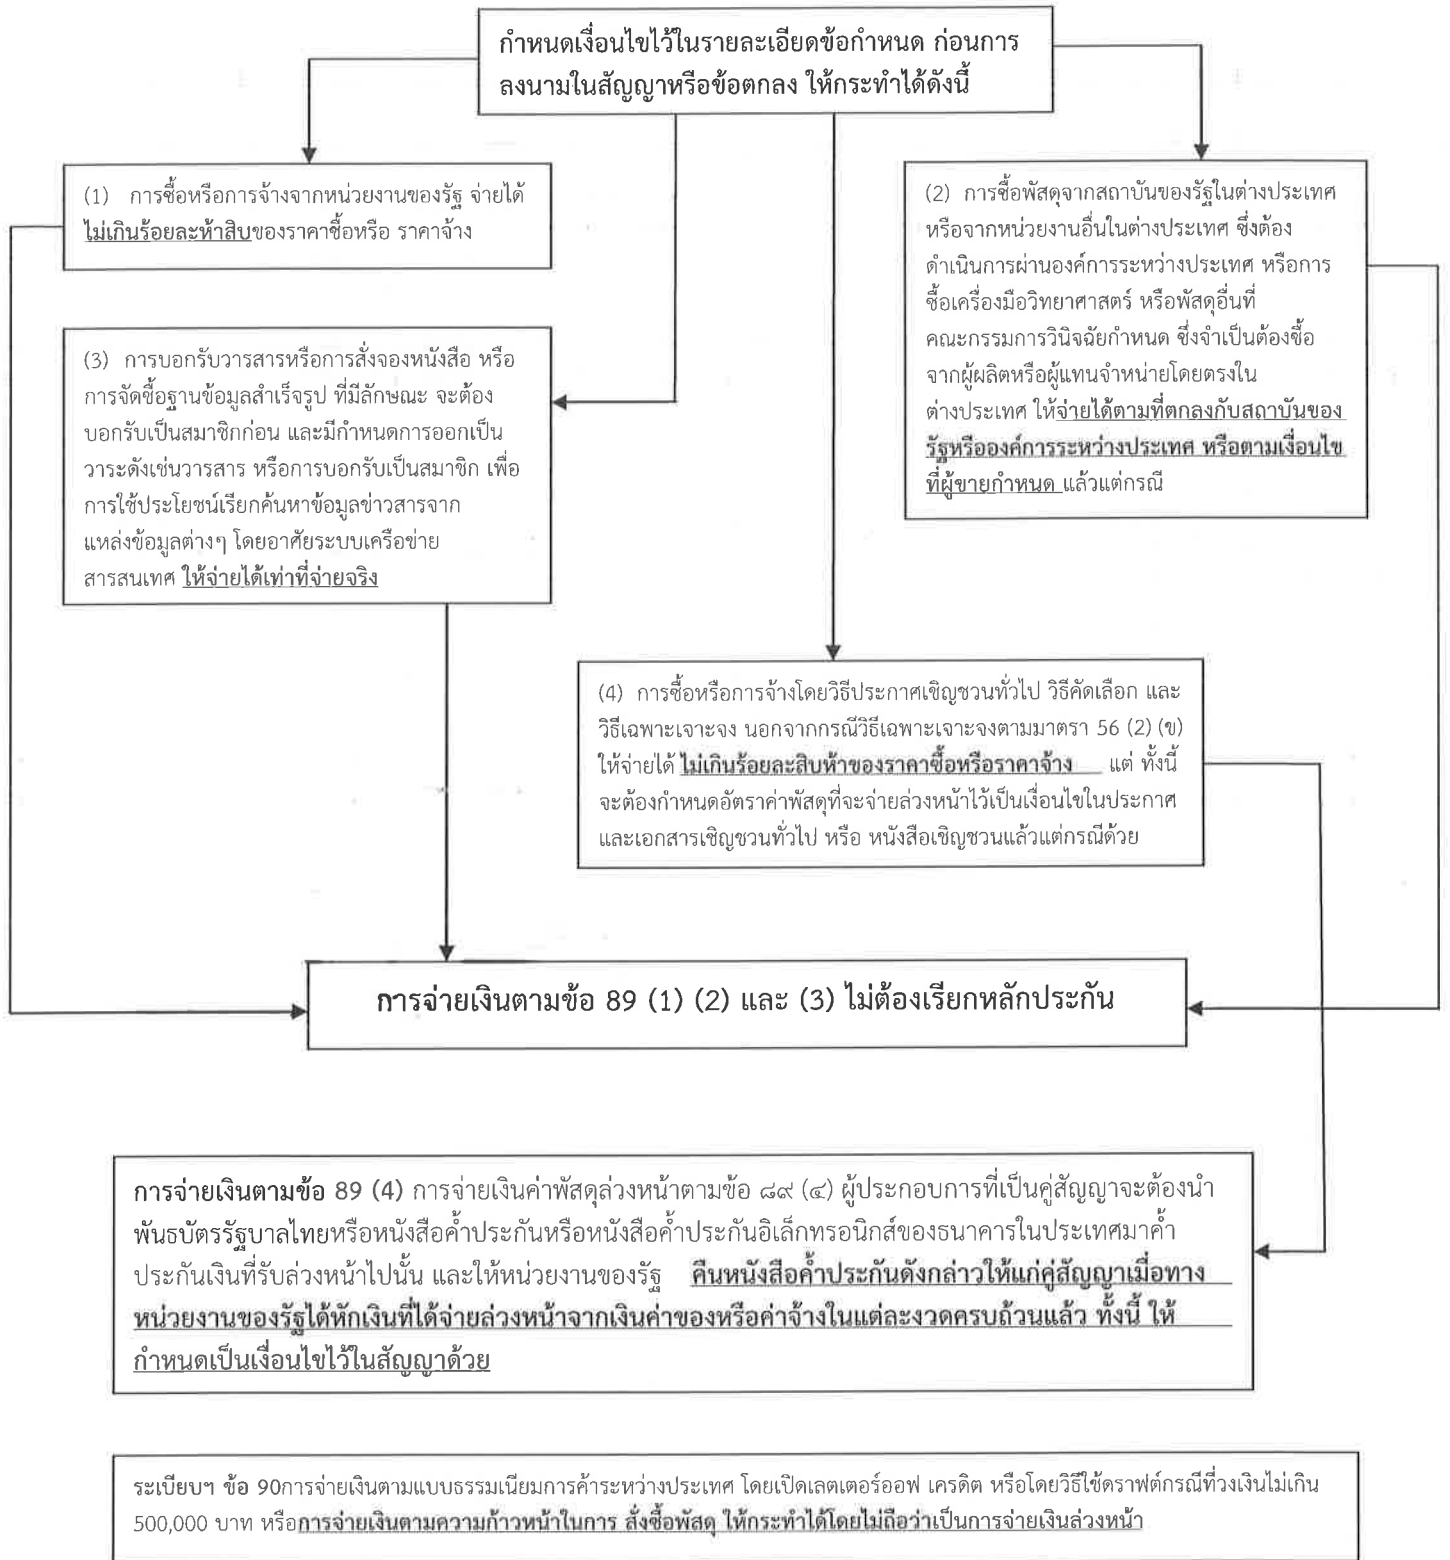 กำหนดเงื่อนไขไว้ในรายละเอียดข้อกำหนด ก่อนการ
ลงนามในสัญญาหรือข้อตกลง ให้กระทำได้ดังนี้
(1) การซื้อหรือการจ้างจากหน่วยงานของรัฐ จ่ายได้
ไม่เกินร้อยละห้าสิบของราคาซื้อหรือ ราคาจ้าง
(2) การซื้อพัสดุจากสถาบันของรัฐในต่างประเทศ
หรือจากหน่วยงานอื่นในต่างประเทศ ซึ่งต้อง
ดำเนินการผ่านองค์การระหว่างประเทศ หรือการ
ซื้อเครื่องมือวิทยาศาสตร์ หรือพัสดุอื่นที่
คณะกรรมการวินิจฉัยกำหนด ซึ่งจำเป็นต้องซื้อ
จากผู้ผลิตหรือผู้แทนจำหน่ายโดยตรงใน
ต่างประเทศ ให้จ่ายได้ตามที่ตกลงกับสถาบันของ
รัฐหรือองค์การระหว่างประเทศ หรือตามเงื่อนไข
ที่ผู้ขายกำหนด แล้วแต่กรณี
(3) การบอกรับวารสารหรือการสั่งจองหนังสือ หรือ
การจัดซื้อฐานข้อมูลสำเร็จรูป ที่มีลักษณะ จะต้อง
บอกรับเป็นสมาชิกก่อน และมีกำหนดการออกเป็น
วาระดังเช่นวารสาร หรือการบอกรับเป็นสมาชิก เพื่อ
การใช้ประโยชน์เรียกค้นหาข้อมูลข่าวสารจาก
แหล่งข้อมูลต่างๆ โดยอาศัยระบบเครือข่าย
สารสนเทศ ให้จ่ายได้เท่าที่จ่ายจริง
(4) การซื้อหรือการจ้างโดยวิธีประกาศเชิญชวนทั่วไป วิธีคัดเลือก และ
วิธีเฉพาะเจาะจง นอกจากกรณีวิธีเฉพาะเจาะจงตามมาตรา 56 (2) (ข)
ให้จ่ายได้ ไม่เกินร้อยละสิบห้าของราคาซื้อหรือราคาจ้าง แต่ ทั้งนี้
จะต้องกำหนดอัตราค่าพัสดุที่จะจ่ายล่วงหน้าไว้เป็นเงื่อนไขในประกาศ
และเอกสารเชิญชวนทั่วไป หรือ หนังสือเชิญชวนแล้วแต่กรณีด้วย
การจ่ายเงินตามข้อ 89 (1) (2) และ (3) ไม่ต้องเรียกหลักประกัน
การจ่ายเงินตามข้อ 89 (4) การจ่ายเงินค่าพัสดุล่วงหน้าตามข้อ ๘๙ (๔) ผู้ประกอบการที่เป็นคู่สัญญาจะต้องนำ
พันธบัตรรัฐบาลไทยหรือหนังสือค้ำประกันหรือหนังสือค้ำประกันอิเล็กทรอนิกส์ของธนาคารในประเทศมาค้ำ
ประกันเงินที่รับล่วงหน้าไปนั้น และให้หน่วยงานของรัฐ คืนหนังสือค้ำประกันดังกล่าวให้แก่คู่สัญญาเมื่อทาง
หน่วยงานของรัฐได้หักเงินที่ได้จ่ายล่วงหน้าจากเงินค่าของหรือค่าจ้างในแต่ละงวดครบถ้วนแล้ว ทั้งนี้ ให้
กำหนดเป็นเงื่อนไขไว้ในสัญญาด้วย
ระเบียบฯ ข้อ 90การจ่ายเงินตามแบบธรรมเนียมการค้าระหว่างประเทศ โดยเปิดเลตเตอร์ออฟ เครดิต หรือโดยวิธีใช้ดราฟต์กรณีที่วงเงินไม่เกิน
500,000 บาท หรือการจ่ายเงินตามความก้าวหน้าในการ สั่งซื้อพัสดุ ให้กระทำได้โดยไม่ถือว่าเป็นการจ่ายเงินล่วงหน้า